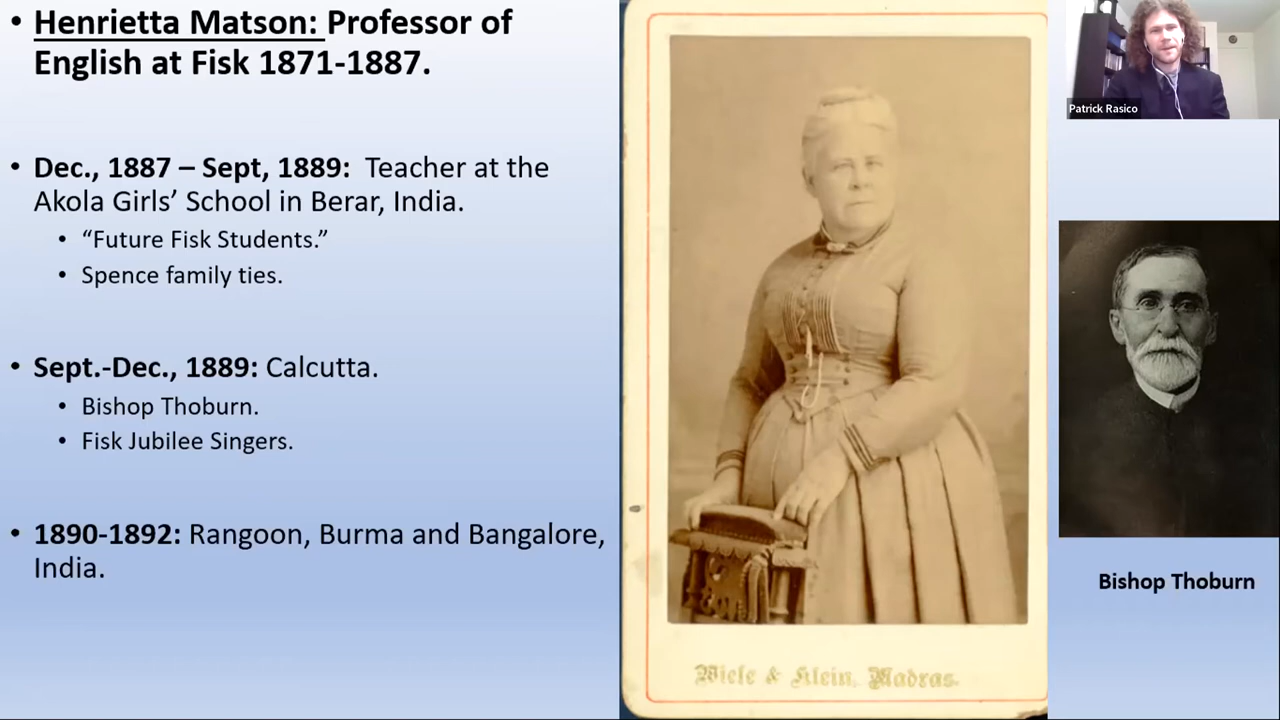 • Henrietta Matson: Professor of
English at Fisk 1871-1887.
• Dec., 1887 – Sept, 1889: Teacher at the
Akola Girls’ School in Berar, India.
• “Future Fisk Students.”
• Spence family ties.
• Sept.-Dec., 1889: Calcutta.
• Bishop Thoburn.
• Fisk Jubilee Singers.
• 1890-1892: Rangoon, Burma and Bangalore,
India.
Wiele & Klein, Madras.
Patrick Rasico
Bishop Thoburn